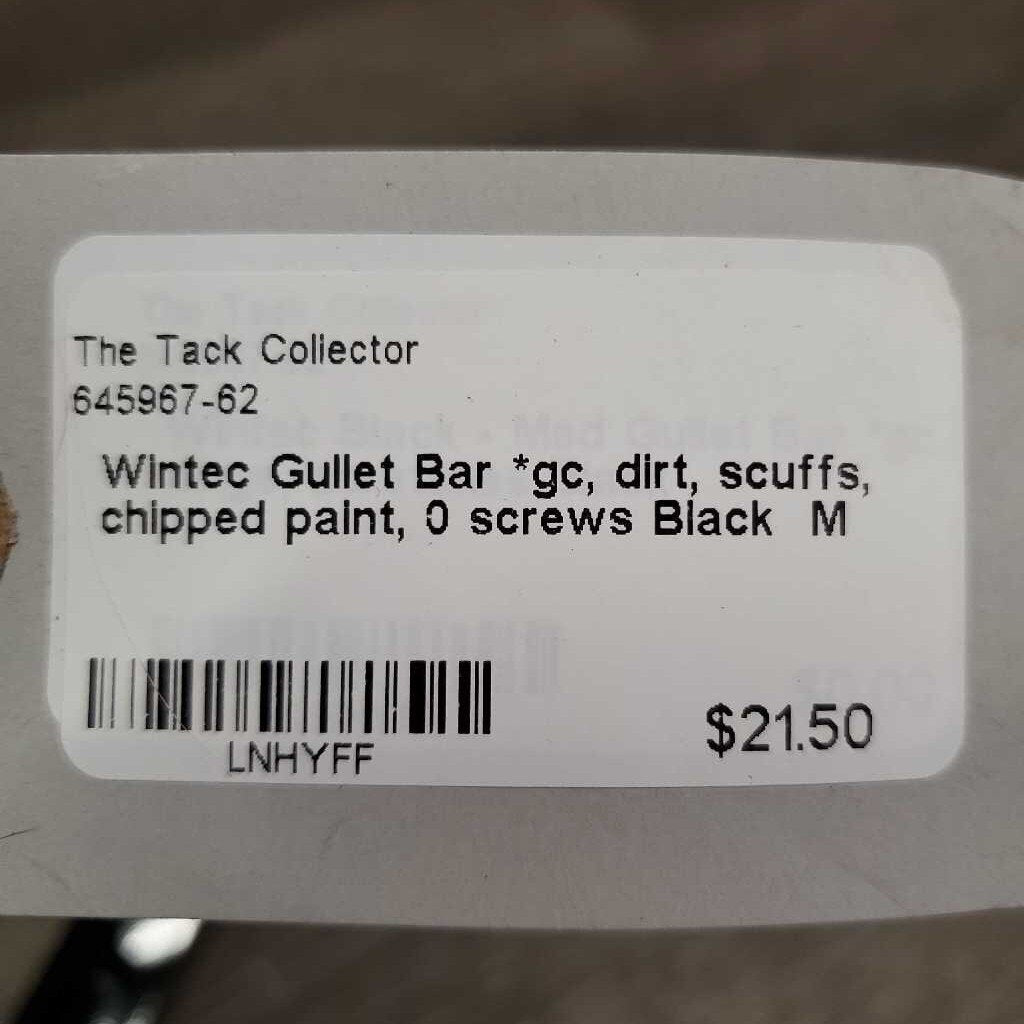 The Tack Collector
645967-62
Wintec Gullet Bar *gc, dirt, scuffs,
chipped paint, 0 screws Black M
LNHYFF
$21.50